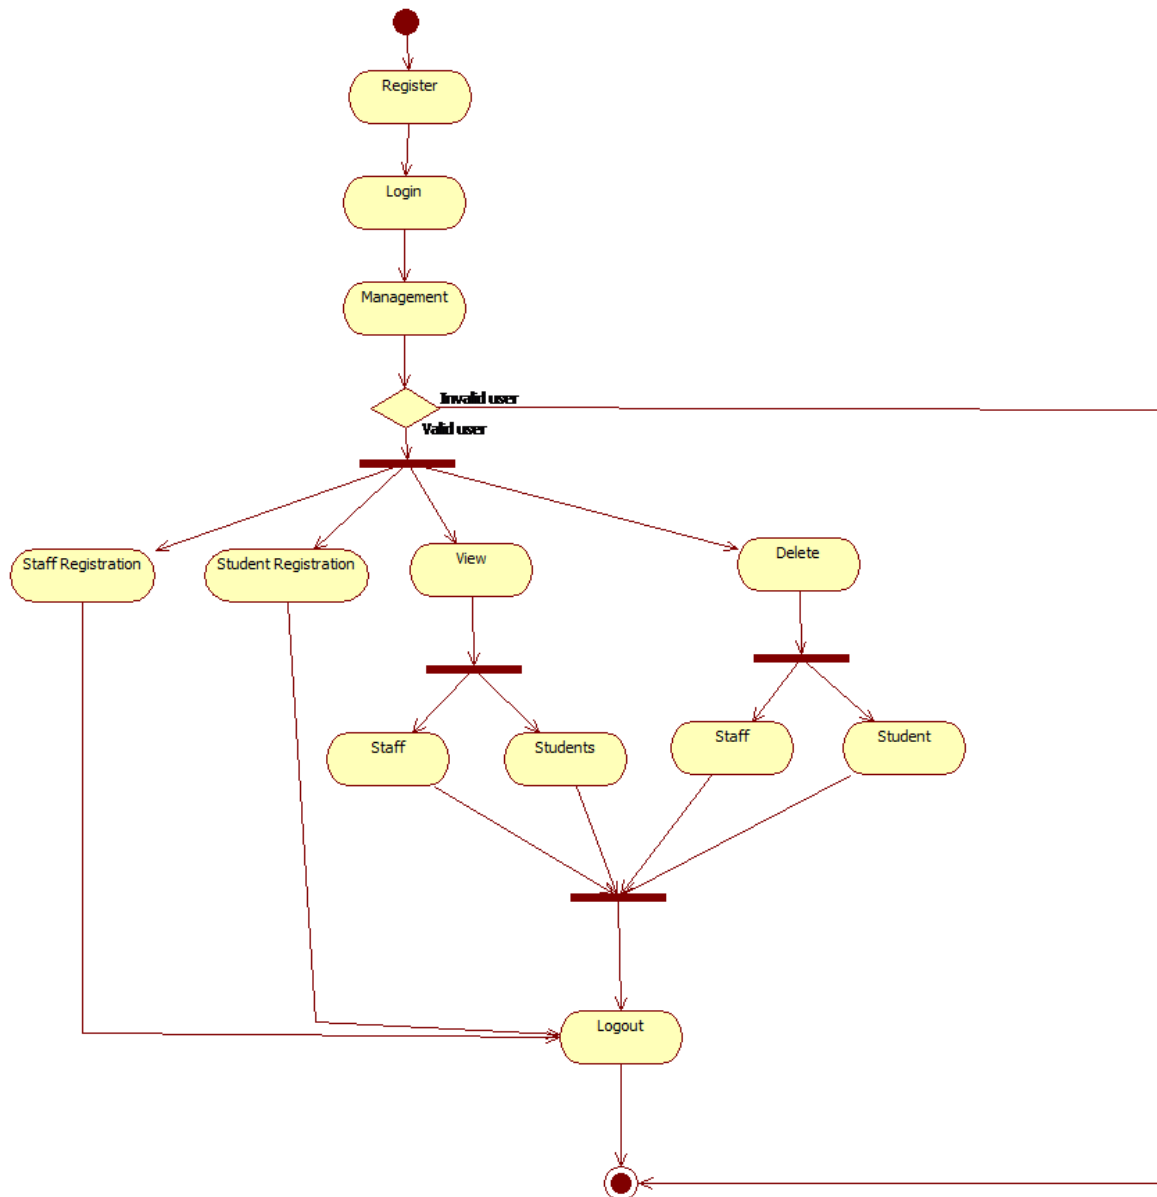 Register
Login
Management
Invalid user
Valid user
Staff Registration
Student Registration
View
Delete
Staff
Students
Staff
Student
Logout